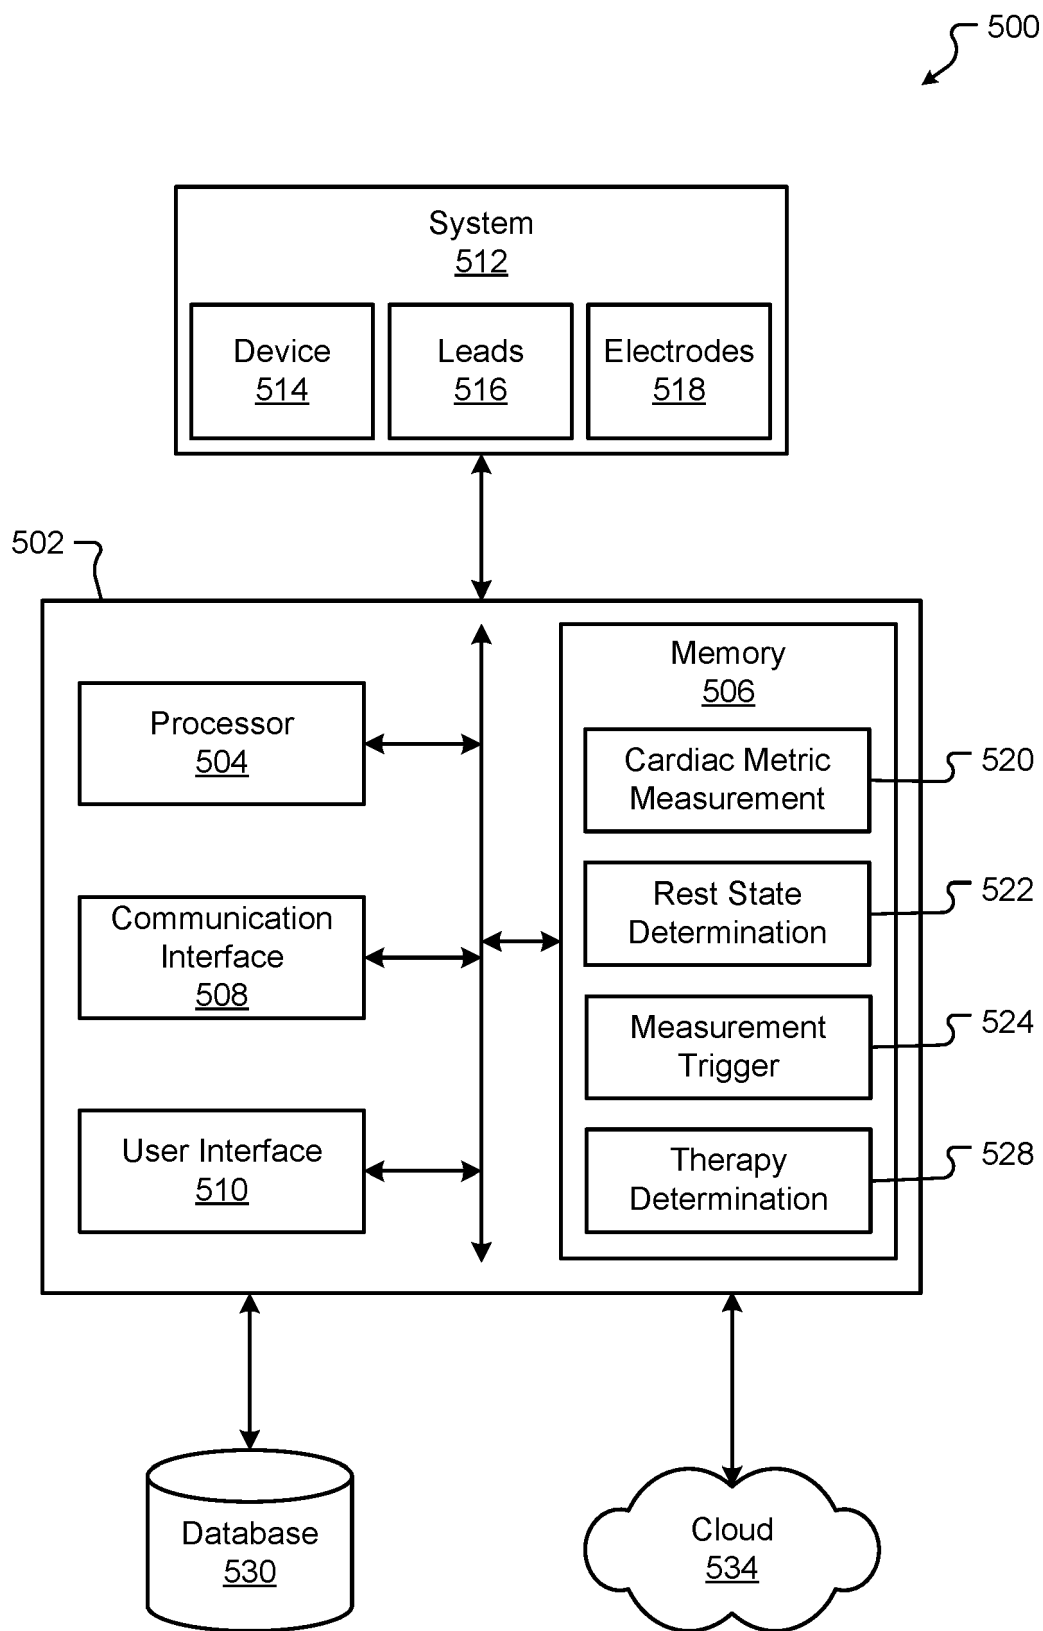 500
System
512
Device
514
Leads
516
Electrodes
518
502
Memory
506
Processor
504
Cardiac Metric
Measurement
520
Rest State
Determination
522
Communication
Interface
508
Measurement
Trigger
524
User Interface
510
Therapy
Determination
528
Database
530
Cloud
534